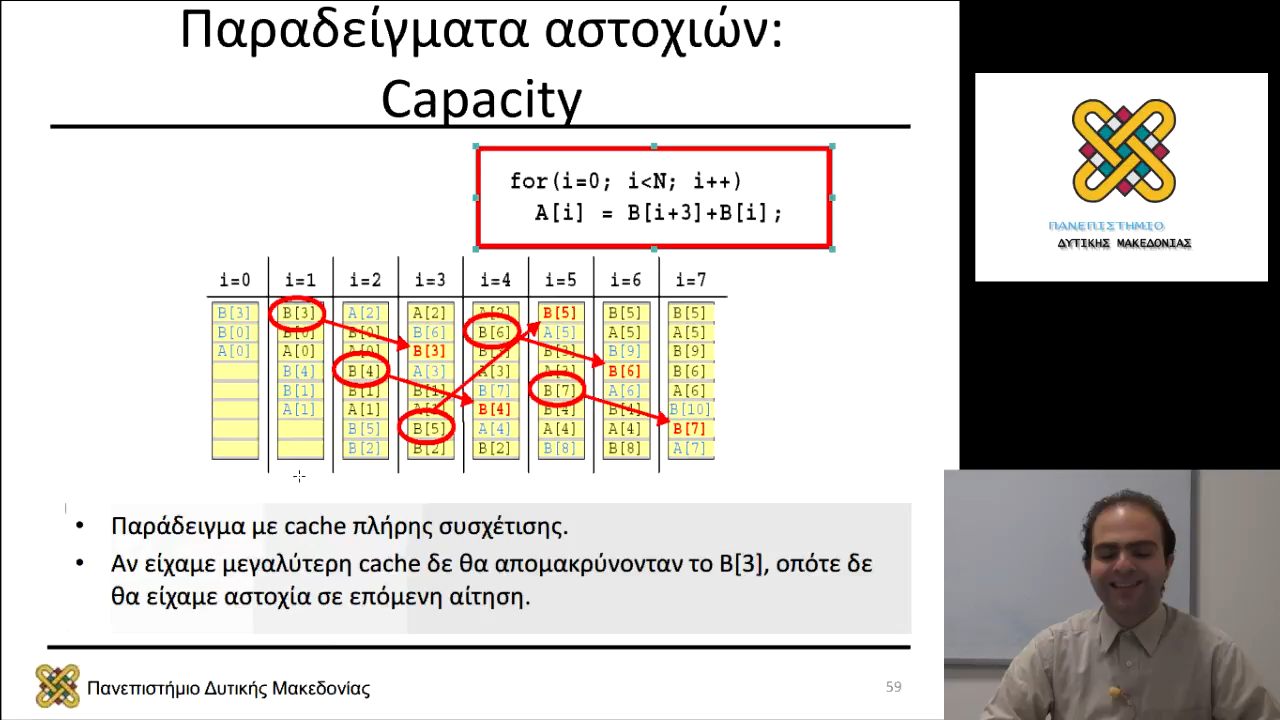 Παραδείγματα αστοχιών:
Capacity
for(i=0; i<N; i++)
A[i] = B[i+3]+B[i];
i=0 i=1 i=2 i=3 i=4 i=5 i=6 i=7
B[3] B[3] A[2] A[2] A[2] B[5] B[5] B[5]
B[0] B[0] B[0] B[6] B[6] A[5] A[5] A[5]
A[0] A[0] A[0] B[3] B[3] B[9] B[9]
B[4] B[4] A[3] A[3] A[3] B[6] B[6]
B[1] B[1] B[1] B[7] B[7] A[6] A[6]
A[1] A[1] B[4] B[4] B[4] B[10]
B[5] B[5] A[4] A[4] A[4] B[7]
B[2] B[2] B[2] B[8] B[8] A[7]
• Παράδειγμα με cache πλήρης συσχέτισης.
• Αν είχαμε μεγαλύτερη cache δε θα απομακρύνονταν το B[3], οπότε δε
θα είχαμε αστοχία σε επόμενη αίτηση.
Πανεπιστήμιο Δυτικής Μακεδονίας
59
ΠΑΝΕΠΙΣΤΗΜΙΟ
ΔΥΤΙΚΗΣ ΜΑΚΕΔΟΝΙΑΣ